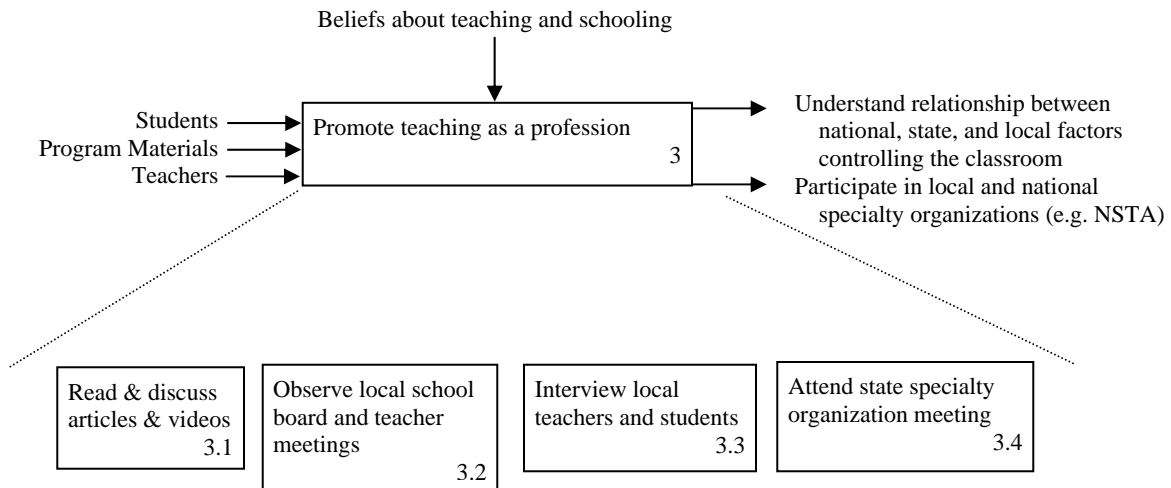 Beliefs about teaching and schooling
Students
Program Materials
Teachers
Promote teaching as a profession
3
Understand relationship between
national, state, and local factors
controlling the classroom
Participate in local and national
specialty organizations (e.g. NSTA)
Read & discuss
articles & videos
3.1
Observe local school
board and teacher
meetings
3.2
Interview local
teachers and students
3.3
Attend state specialty
organization meeting
3.4